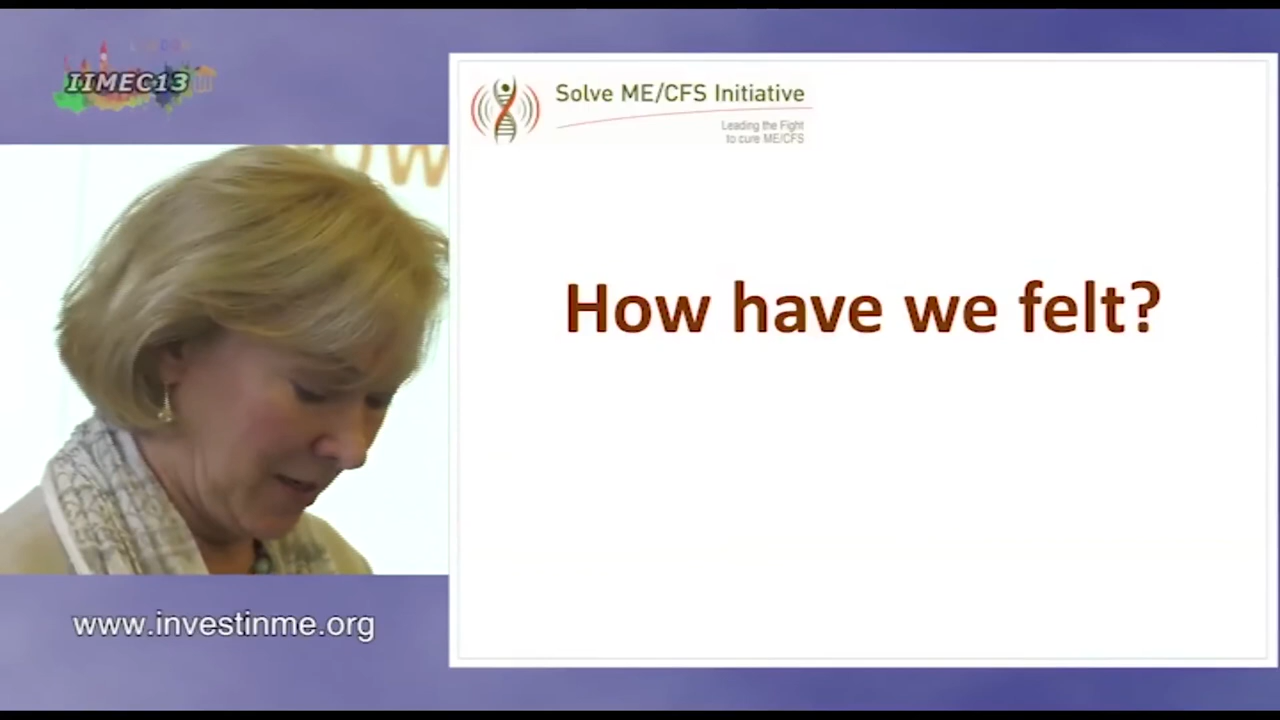 IIMEC13
Solve ME/CFS Initiative
Leading the Fight
to cure ME/CFS
How have we felt?
www.investinme.org